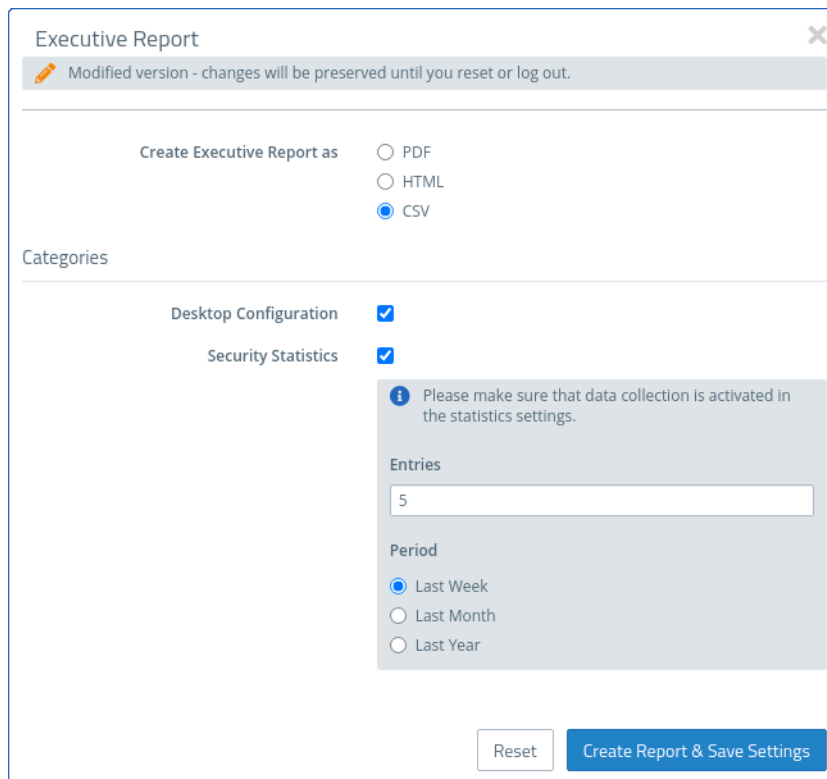 Executive Report
Modified version - changes will be preserved until you reset or log out.
Create Executive Report as
PDF
HTML
CSV
Categories
Desktop Configuration
Security Statistics
Please make sure that data collection is activated in
the statistics settings.
Entries
5
Period
Last Week
Last Month
Last Year
Reset
Create Report & Save Settings